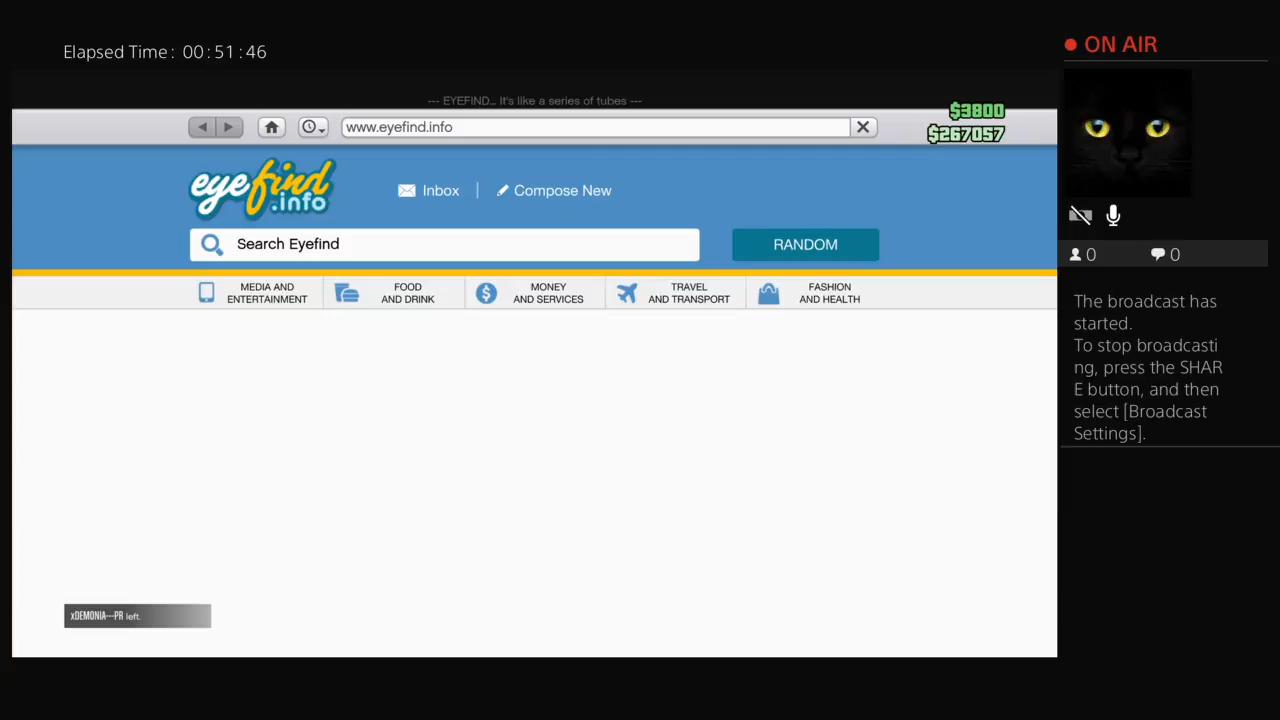 Elapsed Time: 00:51:46
ON AIR
--- EYEFIND... It's like a series of tubes ---
$3800
www.eyefind.info
$267057
eyefind
.info
Inbox
Compose New
Search Eyefind
RANDOM
0
0
MEDIA AND
ENTERTAINMENT
FOOD
AND DRINK
MONEY
AND SERVICES
TRAVEL
AND TRANSPORT
FASHION
AND HEALTH
The broadcast has
started.
To stop broadcasti
ng, press the SHAR
E button, and then
select [Broadcast
Settings].
xDEMONIA---PR left.